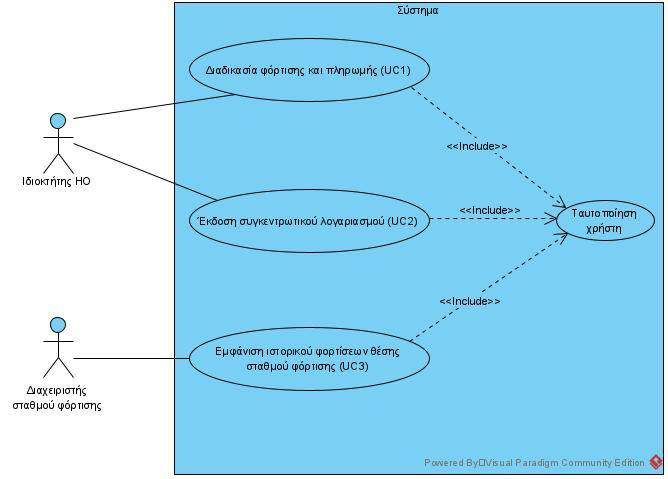 Σύστημα
Διαδικασία φόρτισης και πληρωμής (UC1)
<<Include>>
Ιδιοκτήτης ΗΟ
Έκδοση συγκεντρωτικού λογαριασμού (UC2)
<<Include>>
Ταυτοποίηση
χρήστη
<<Include>>
Εμφάνιση ιστορικού φορτίσεων θέσης
σταθμού φόρτισης (UC3)
Διαχειριστής
σταθμού φόρτισης
Powered By Visual Paradigm Community Edition